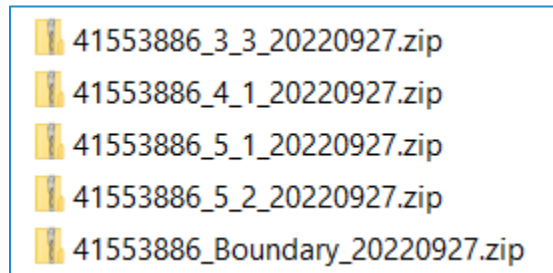 41553886_3_3_20220927.zip
41553886_4_1_20220927.zip
41553886_5_1_20220927.zip
41553886_5_2_20220927.zip
41553886_Boundary_20220927.zip